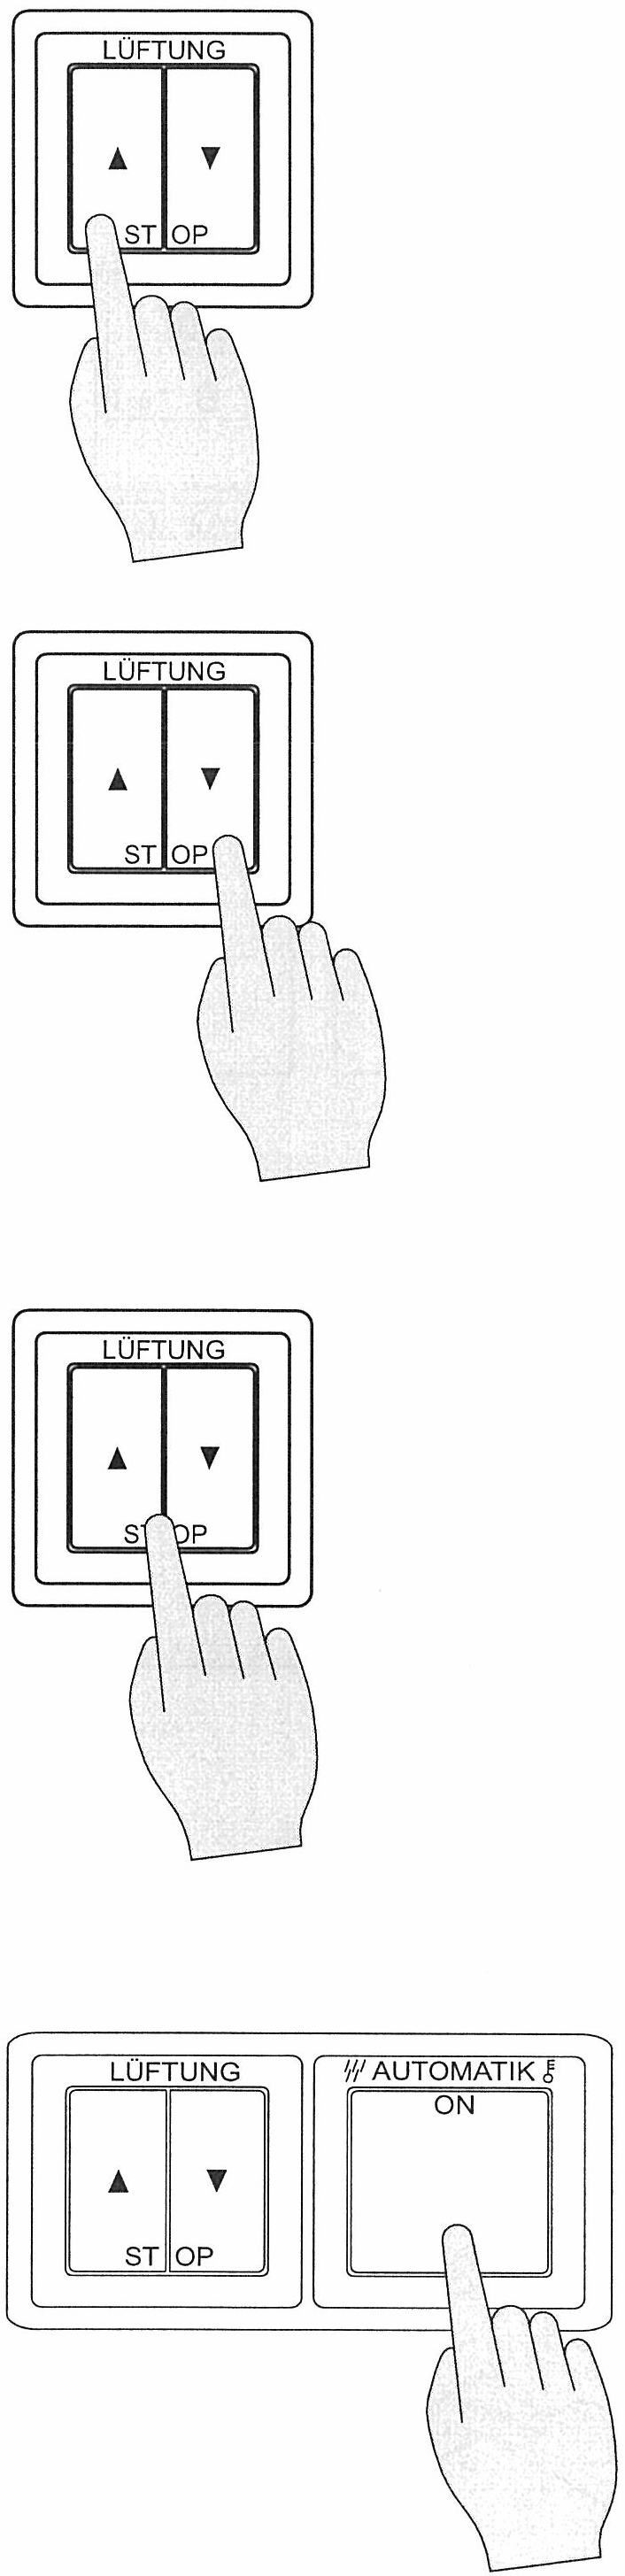 LÜFTUNG
▲ ▼
ST OP
LÜFTUNG
▲ ▼
ST OP
LÜFTUNG
▲ ▼
ST OP
LÜFTUNG
▲ ▼
ST OP
AUTOMATIK
ON